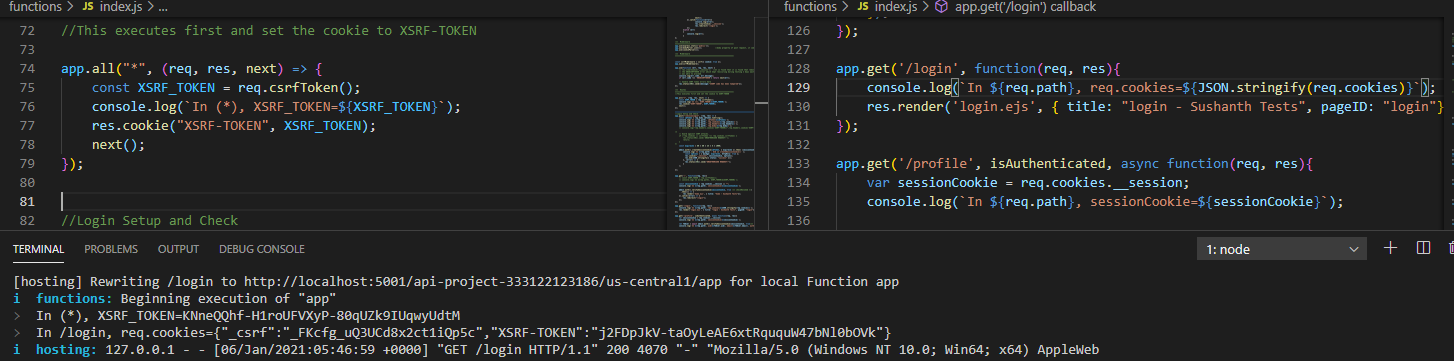 functions > JS index.js > ...
72 //This executes first and set the cookie to XSRF-TOKEN
73
74 app.all("*", (req, res, next) => {
75 const XSRF_TOKEN = req.csrfToken();
76 console.log(`In (*), XSRF_TOKEN=${XSRF_TOKEN}`);
77 res.cookie("XSRF-TOKEN", XSRF_TOKEN);
78 next();
79 });
80
81
82 //Login Setup and Check
functions > JS index.js > app.get('/login') callback
126 });
127
128 app.get('/login', function(req, res){
129 console.log(`In ${req.path}, req.cookies=${JSON.stringify(req.cookies)}`);
130 res.render('login.ejs', { title: "login - Sushanth Tests", pageID: "login"}
131 });
132
133 app.get('/profile', isAuthenticated, async function(req, res){
134 var sessionCookie = req.cookies.__session;
135 console.log(`In ${req.path}, sessionCookie=${sessionCookie}`);
136
TERMINAL PROBLEMS OUTPUT DEBUG CONSOLE 1: node
[hosting] Rewriting /login to http://localhost:5001/api-project-333122123186/us-central1/app for local Function app
i functions: Beginning execution of "app"
> In (*), XSRF_TOKEN=KNneQQhf-H1roUFVXyP-80qUZk9IUqwyUdtM
> In /login, req.cookies={"_csrf":"_FKcfg_uQ3UCd8x2ct1iQp5c","XSRF-TOKEN":"j2FDpJkV-taOyLeAE6xtRququW47bNl0bOVk"}
i hosting: 127.0.0.1 - - [06/Jan/2021:05:46:59 +0000] "GET /login HTTP/1.1" 200 4070 "-" "Mozilla/5.0 (Windows NT 10.0; Win64; x64) AppleWeb